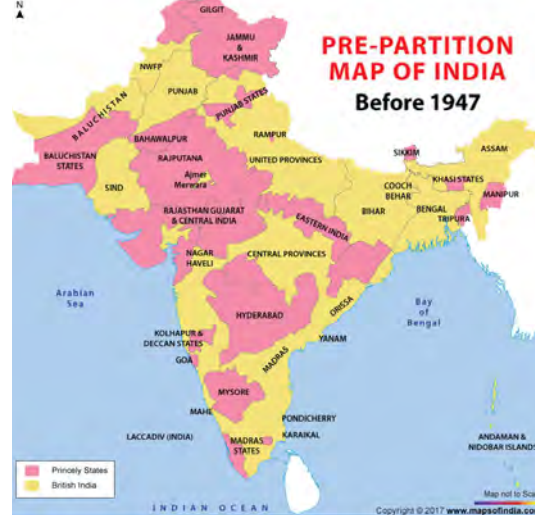 N
GILGIT
JAMMU
& KASHMIR
PRE-PARTITION
MAP OF INDIA
Before 1947
NWFP
PUNJAB
BALUCHISTAN
PUNJAB STATES
BAHAWALPUR
RAMPUR
BALUCHISTAN
STATES
RAJPUTANA
UNITED PROVINCES
SIKKIM
ASSAM
Ajmer
Merwara
SIND
COOCH
BEHAR
KHASI STATES
MANIPUR
RAJASTHAN GUJARAT
& CENTRAL INDIA
EASTERN INDIA
BIHAR
BENGAL
TRIPURA
NAGAR
HAVELI
CENTRAL PROVINCES
Arabian
Sea
HYDERABAD
ORISSA
Bay
of
Bengal
KOLHAPUR &
DECCAN STATES
YANAM
GOA
MADRAS
MYSORE
MAHE
PONDICHERRY
LACCADIV (INDIA)
MADRAS
STATES
KARAIKAL
ANDAMAN &
NIDOBAR ISLANDS
Princely States
British India
Map not to Scale
INDIAN OCEAN
Copyright © 2017 www.mapsofindia.com